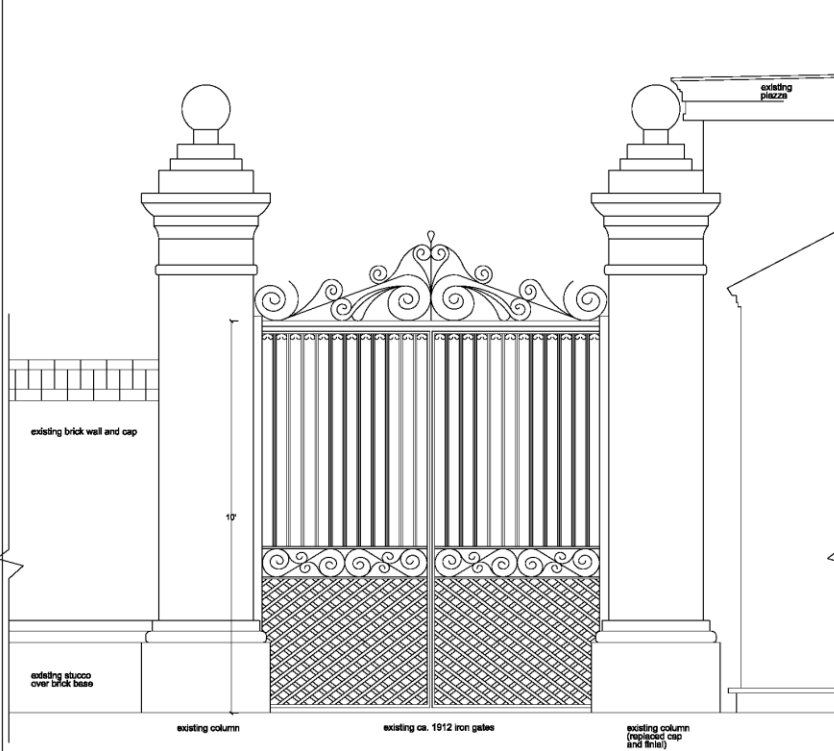 existing
piazza
existing brick wall and cap
10'
existing stucco
over brick base
existing column
existing ca. 1912 iron gates
existing column
(replaced cap
and finial)